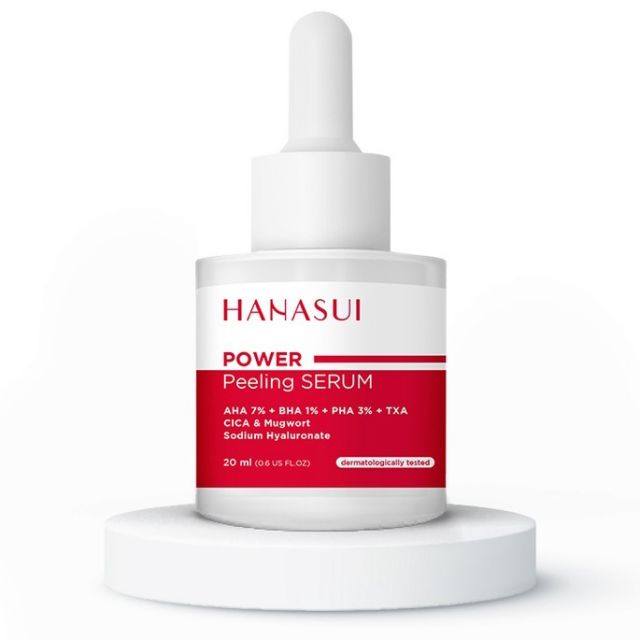 HANASUI
POWER
Peeling SERUM
AHA 7% + BHA 1% + PHA 3% + TXA
CICA & Mugwort
Sodium Hyaluronate
20 ml (0.6 US FL.OZ)
dermatologically tested